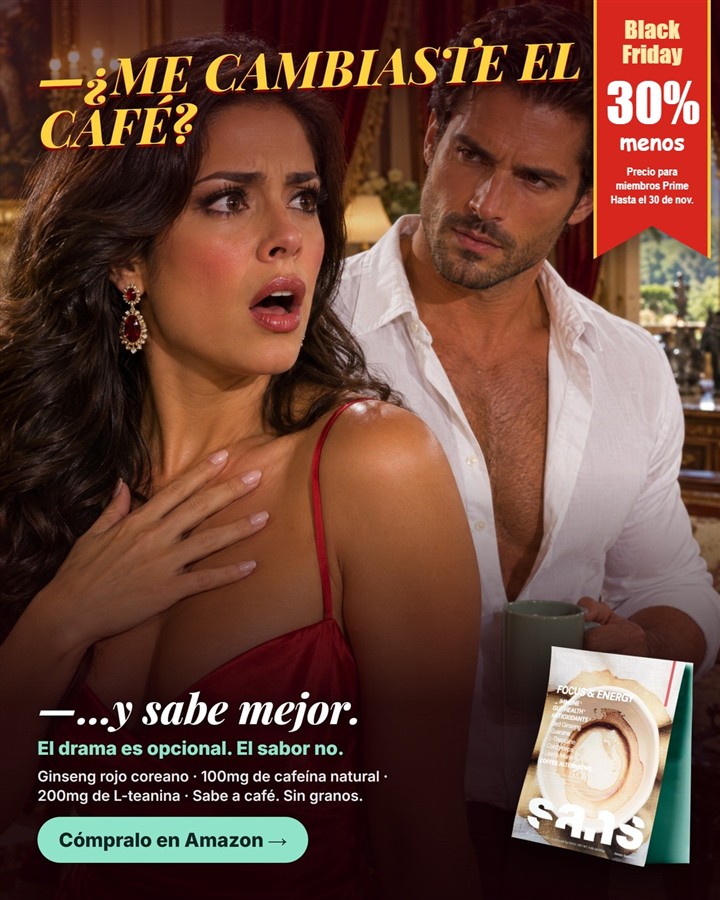 —¿ME CAMBIASTE EL
CAFÉ?
Black
Friday
30%
menos
Precio para
miembros Prime
Hasta el 30 de nov.
—...y sabe mejor.
El drama es opcional. El sabor no.
Ginseng rojo coreano · 100mg de cafeína natural ·
200mg de L-teanina · Sabe a café. Sin granos.
Cómpralo en Amazon →
FOCUS & ENERGY
COFFEE ALTERNATIVE
sans